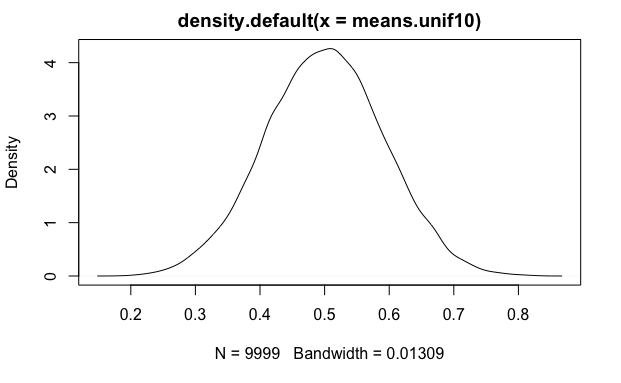 density.default(x = means.unif10)
Density
4
3
2
1
0
0.2 0.3 0.4 0.5 0.6 0.7 0.8
N = 9999 Bandwidth = 0.01309